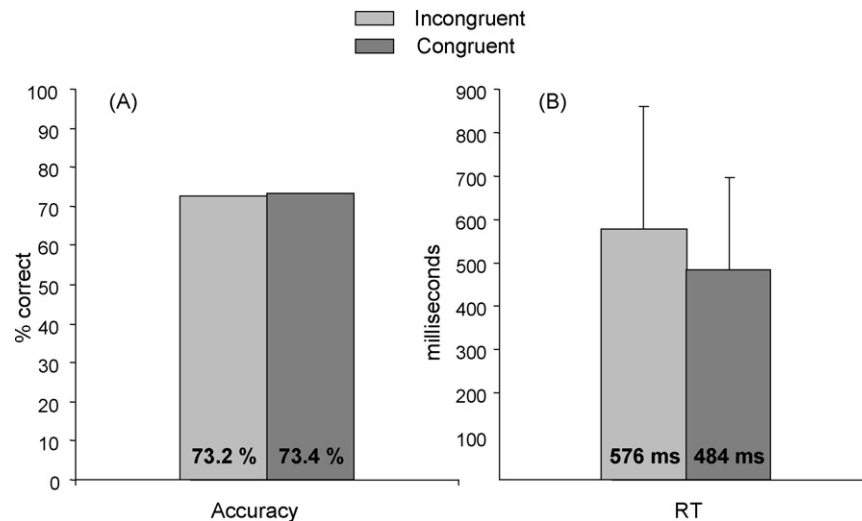 Incongruent
Congruent
(A)
100
90
80
70
60
50
40
30
20
10
0
% correct
73.2 %
73.4 %
Accuracy
(B)
900
800
700
600
500
400
300
200
100
milliseconds
576 ms
484 ms
RT